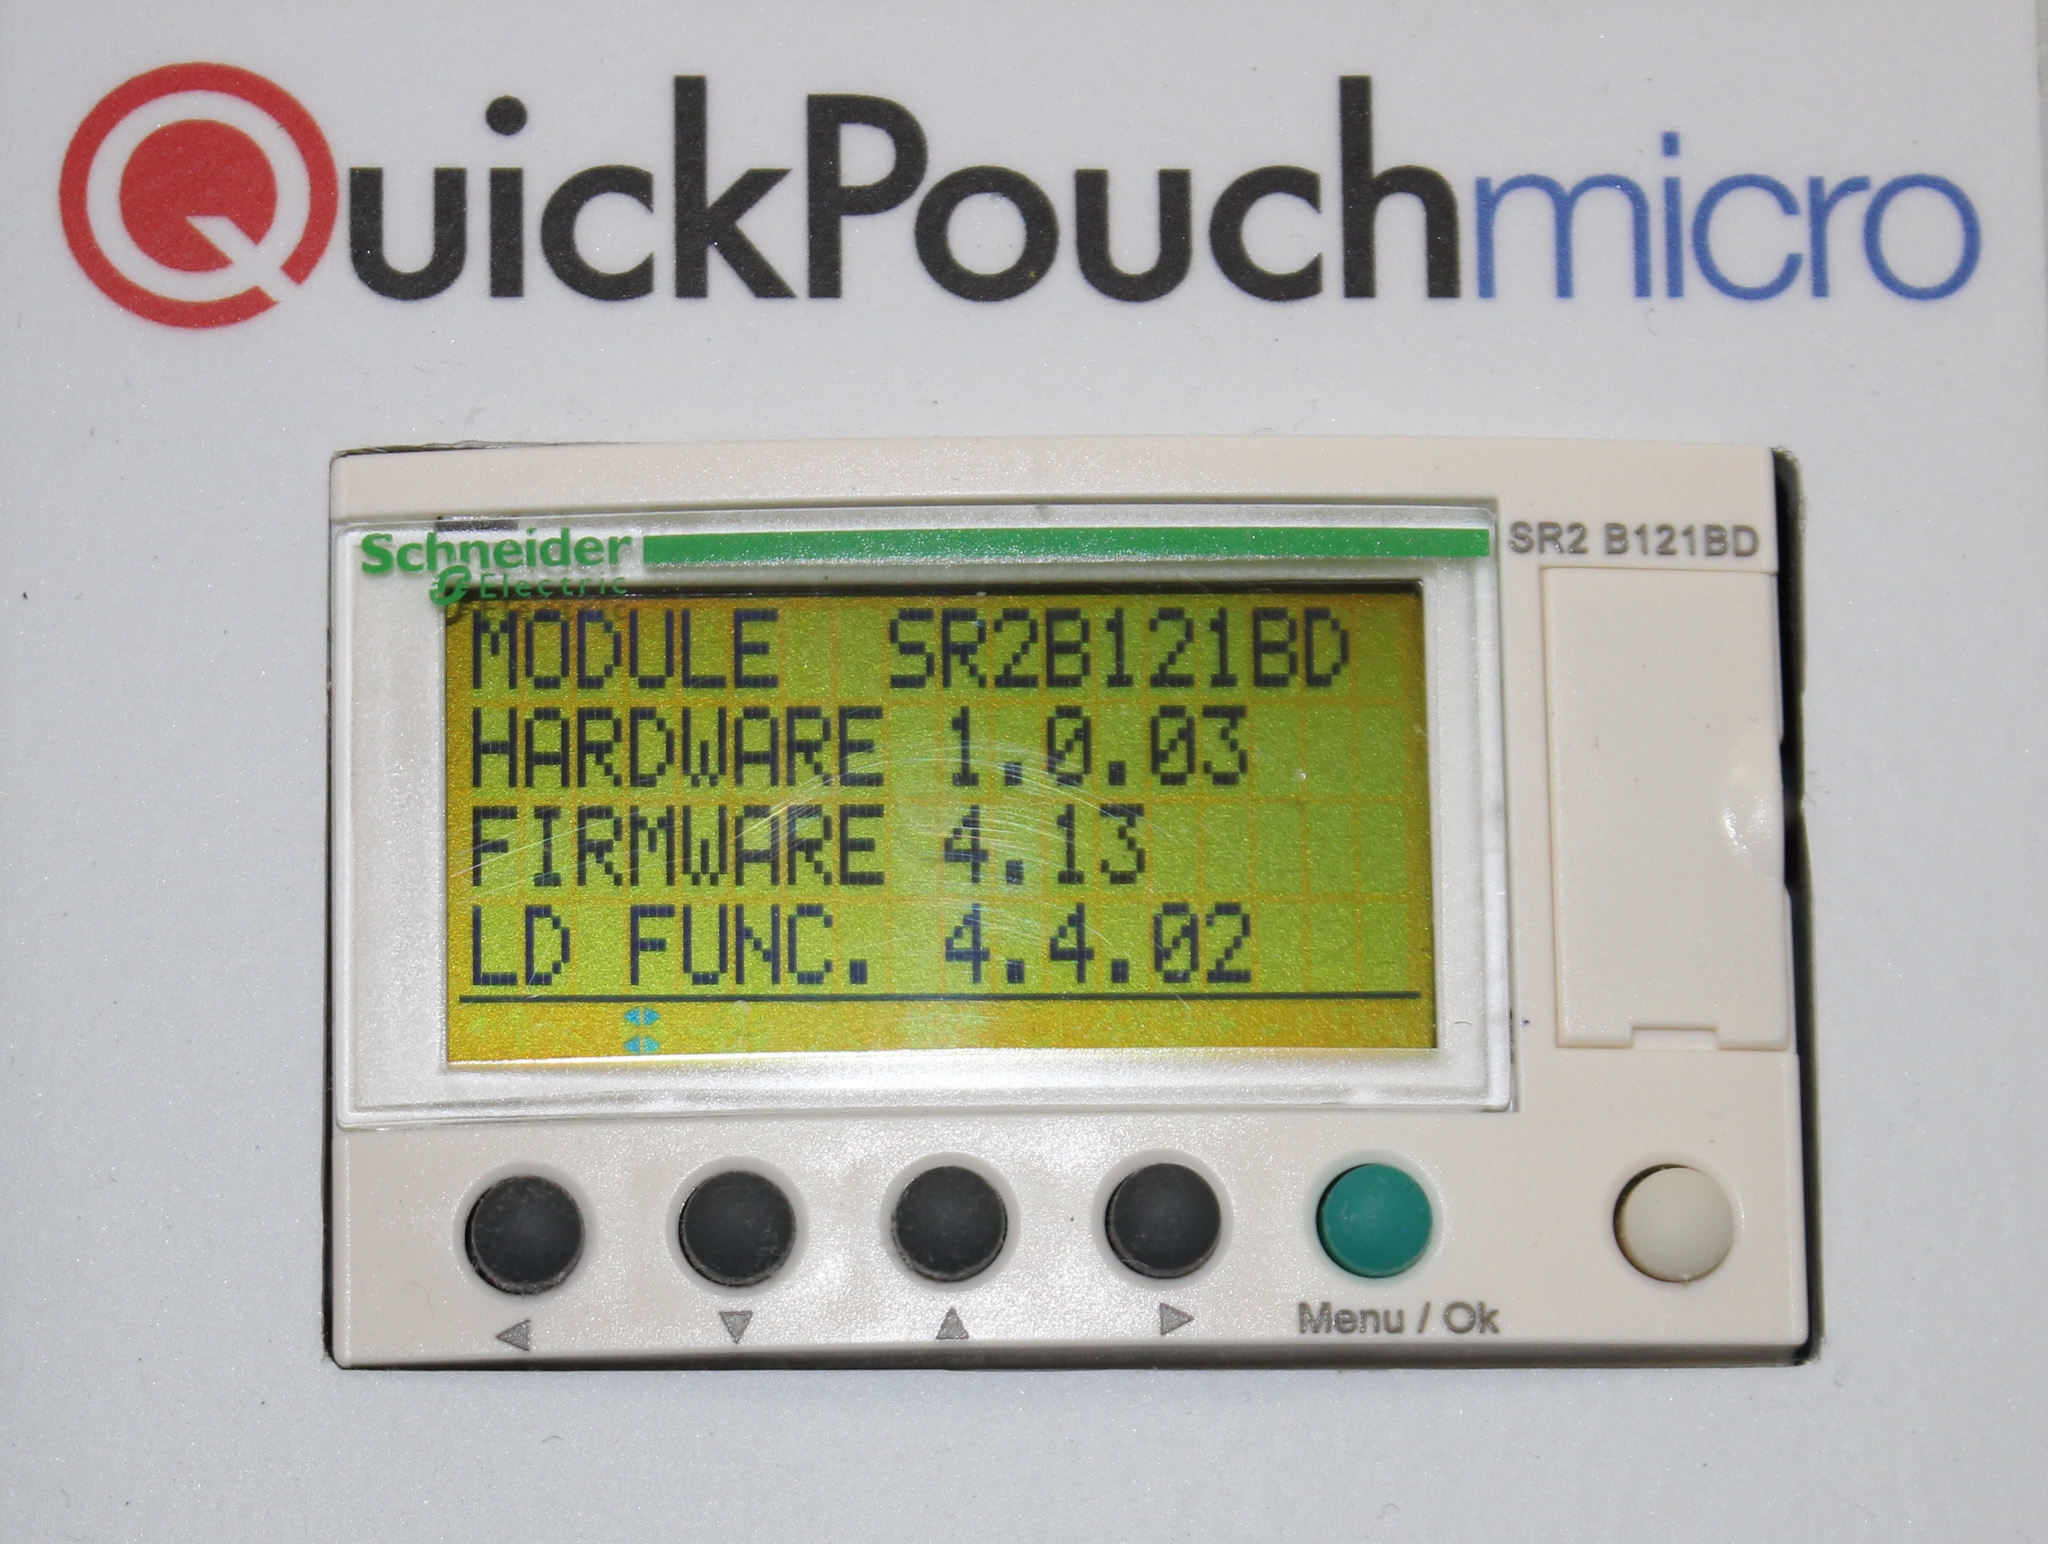 QuickPouchmicro
Schneider
Electric
SR2 B121BD
MODULE SR2B121BD
HARDWARE 1.0.03
FIRMWARE 4.13
LD FUNC. 4.4.02
Menu / Ok